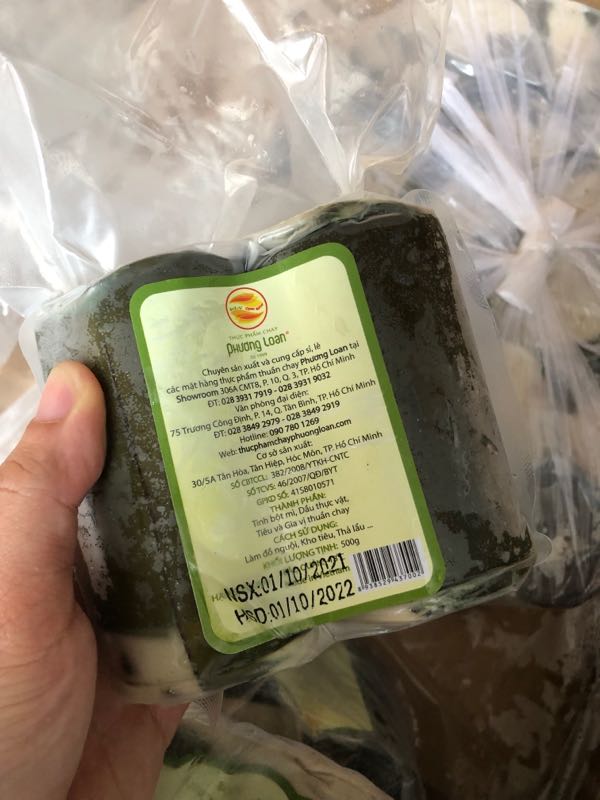 THỰC PHẨM CHAY
Phương Loan
Chuyên sản xuất và cung cấp sỉ, lẻ
các mặt hàng thực phẩm thuần chay Phương Loan tại
Showroom 306A CMT8, P. 10, Q. 3, TP. Hồ Chí Minh
ĐT: 028 3931 7919 - 028 3931 9032
Văn phòng đại diện:
75 Trương Công Định, P. 14, Q. Tân Bình, TP. Hồ Chí Minh
ĐT: 028 3849 2979 - 028 3849 2919
Hotline: 090 780 1269
Web: thucphamchayphuongloan.com
Cơ sở sản xuất:
30/5A Tân Hòa, Tân Hiệp, Hóc Môn, TP. Hồ Chí Minh
SỐ CBTCCL: 382/2008/YTKH-CNTC
SỐ TCVS: 46/2007/QĐ/BYT
GPKD SỐ: 4158010571
THÀNH PHẦN:
Tinh bột mì, Dầu thực vật,
Tiêu và Gia vị thuần chay
CÁCH SỬ DỤNG:
Làm đồ nguội, Kho tiêu, Thả lẩu ...
KHỐI LƯỢNG TỊNH: 500g
NSX:01/10/2021
HSD:01/10/2022
8 938529 437002